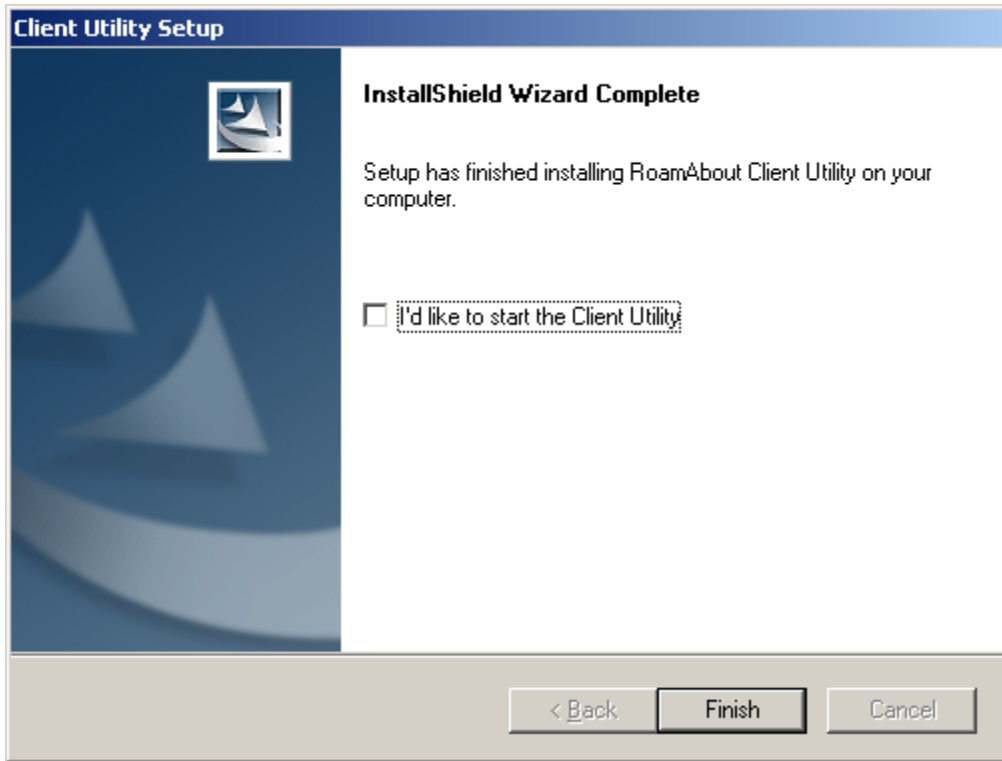 Client Utility Setup
InstallShield Wizard Complete
Setup has finished installing RoamAbout Client Utility on your
computer.
I'd like to start the Client Utility
< Back
Finish
Cancel